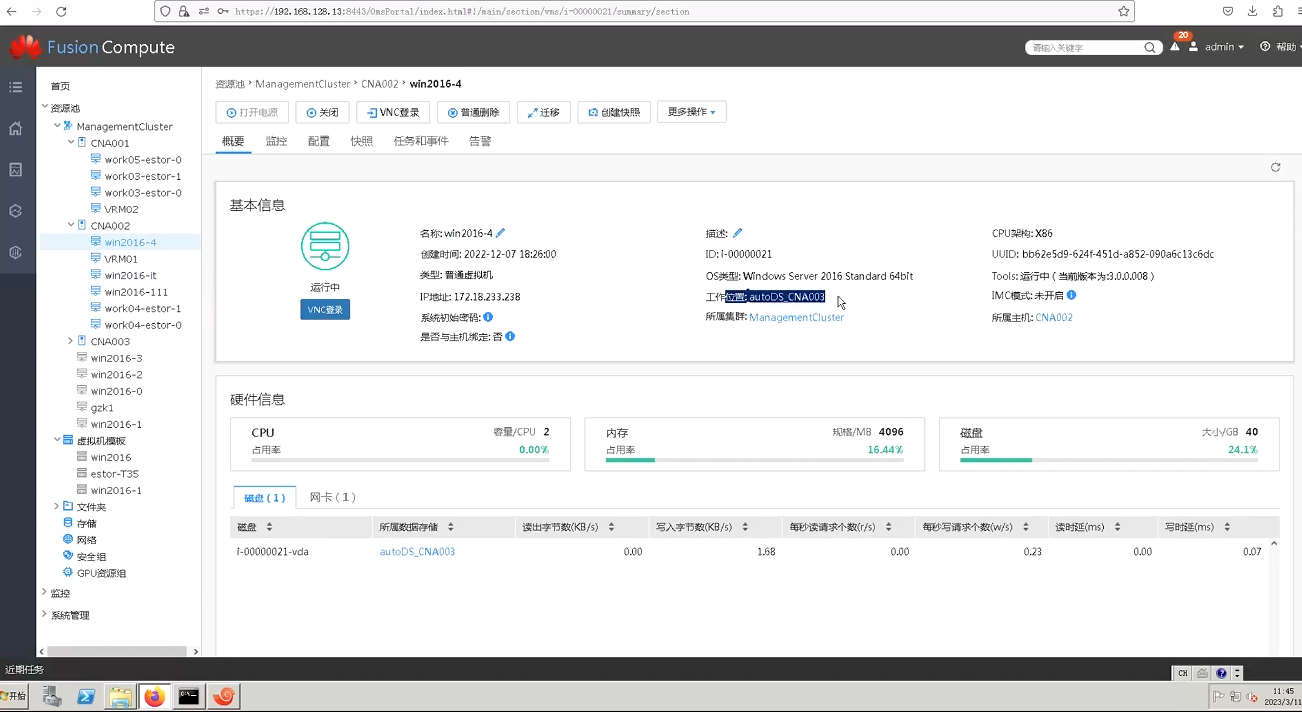 https://192.168.128.13:8443/OmsPortal/index.html#!/main/section/vms/i-00000021/summary/section
FusionCompute
请输入关键字
20
admin
帮助
首页
资源池
ManagementCluster
CNA001
work05-estor-0
work03-estor-1
work03-estor-0
VRM02
CNA002
win2016-4
VRM01
win2016-it
win2016-111
work04-estor-1
work04-estor-0
CNA003
win2016-3
win2016-2
win2016-0
gzk1
win2016-1
虚拟机模板
win2016
estor-T35
win2016-1
文件夹
存储
网络
安全组
GPU资源组
监控
系统管理
资源池 › ManagementCluster › CNA002 › win2016-4
打开电源 关闭 VNC登录 普通删除 迁移 创建快照 更多操作
概要 监控 配置 快照 任务和事件 告警
基本信息
运行中
VNC登录
名称: win2016-4
创建时间: 2022-12-07 18:26:00
类型: 普通虚拟机
IP地址: 172.18.233.238
系统初始密码:
是否与主机绑定: 否
描述:
ID: i-00000021
OS类型: Windows Server 2016 Standard 64bit
工作位置: autoDS_CNA003
所属集群: ManagementCluster
CPU架构: X86
UUID: bb62e5d9-624f-451d-a852-090a6c13c6dc
Tools: 运行中（当前版本为:3.0.0.008）
IMC模式: 未开启
所属主机: CNA002
硬件信息
CPU 容量/CPU 2
占用率 0.00%
内存 规格/MB 4096
占用率 16.44%
磁盘 大小/GB 40
占用率 24.1%
磁盘 ( 1 ) 网卡 ( 1 )
磁盘 所属数据存储 读出字节数(KB/s) 写入字节数(KB/s) 每秒读请求个数(r/s) 每秒写请求个数(w/s) 读时延(ms) 写时延(ms)
i-00000021-vda autoDS_CNA003 0.00 1.68 0.00 0.23 0.00 0.07
近期任务
CH
开始
11:45
2023/3/11